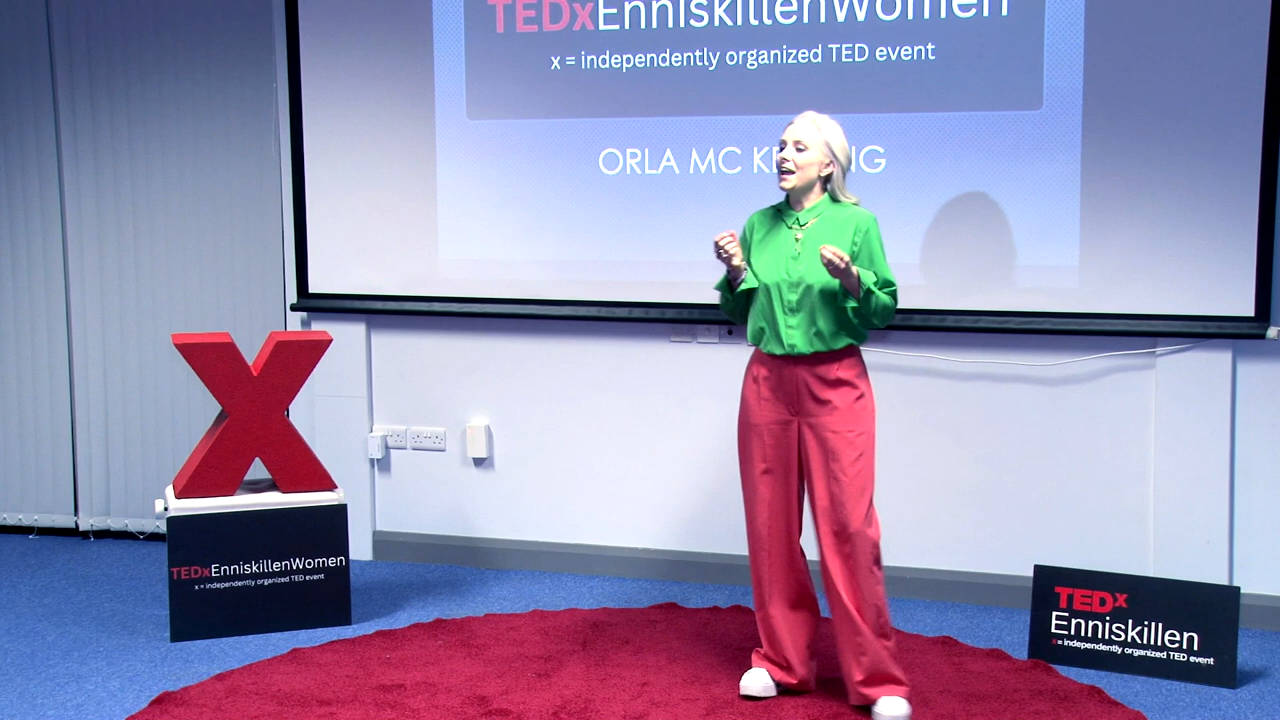 TEDxEnniskillenWomen
x = independently organized TED event
ORLA MC
TEDxEnniskillenWomen
x = independently organized TED event
TEDx
Enniskillen
x = independently organized TED event